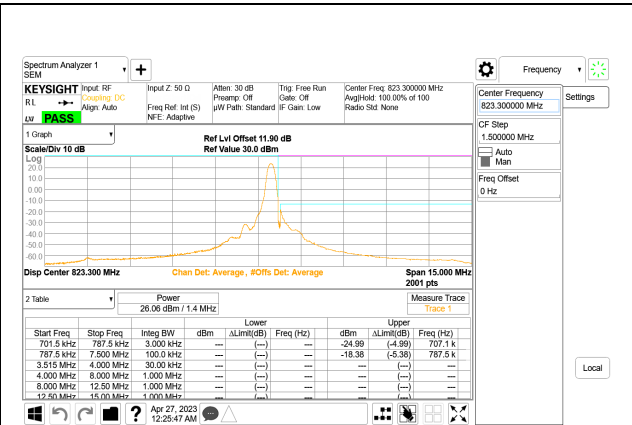 Spectrum Analyzer 1
SEM
Frequency
KEYSIGHT
Input: RF
Coupling: DC
Align: Auto
Input Z: 50 Ω
Freq Ref: Int (S)
NFE: Adaptive
Atten: 30 dB
Preamp: Off
µW Path: Standard
Trig: Free Run
Gate: Off
IF Gain: Low
Center Freq: 823.300000 MHz
Avg|Hold: 100.00% of 100
Radio Std: None
R L
LXI PASS
Center Frequency
823.300000 MHz
Settings
CF Step
1.500000 MHz
Auto
Man
Freq Offset
0 Hz
Local
1 Graph
Scale/Div 10 dB
Ref Lvl Offset 11.90 dB
Ref Value 30.0 dBm
Log
20.0
10.0
0.00
-10.0
-20.0
-30.0
-40.0
-50.0
-60.0
Disp Center 823.300 MHz
Chan Det: Average , #Offs Det: Average
Span 15.000 MHz
2001 pts
2 Table
Power
26.06 dBm / 1.4 MHz
Measure Trace
Trace 1
Lower Upper
Start Freq Stop Freq Integ BW dBm ΔLimit(dB) Freq (Hz) dBm ΔLimit(dB) Freq (Hz)
701.5 kHz 787.5 kHz 3.000 kHz --- (---) --- -24.99 (-4.99) 707.1 k
787.5 kHz 7.500 MHz 100.0 kHz --- (---) --- -18.38 (-5.38) 787.5 k
3.515 MHz 4.000 MHz 30.00 kHz --- (---) --- --- (---) ---
4.000 MHz 8.000 MHz 1.000 MHz --- (---) --- --- (---) ---
8.000 MHz 12.50 MHz 1.000 MHz --- (---) --- --- (---) ---
12.50 MHz 15.00 MHz 1.000 MHz --- (---) --- --- (---) ---
Apr 27, 2023
12:25:47 AM